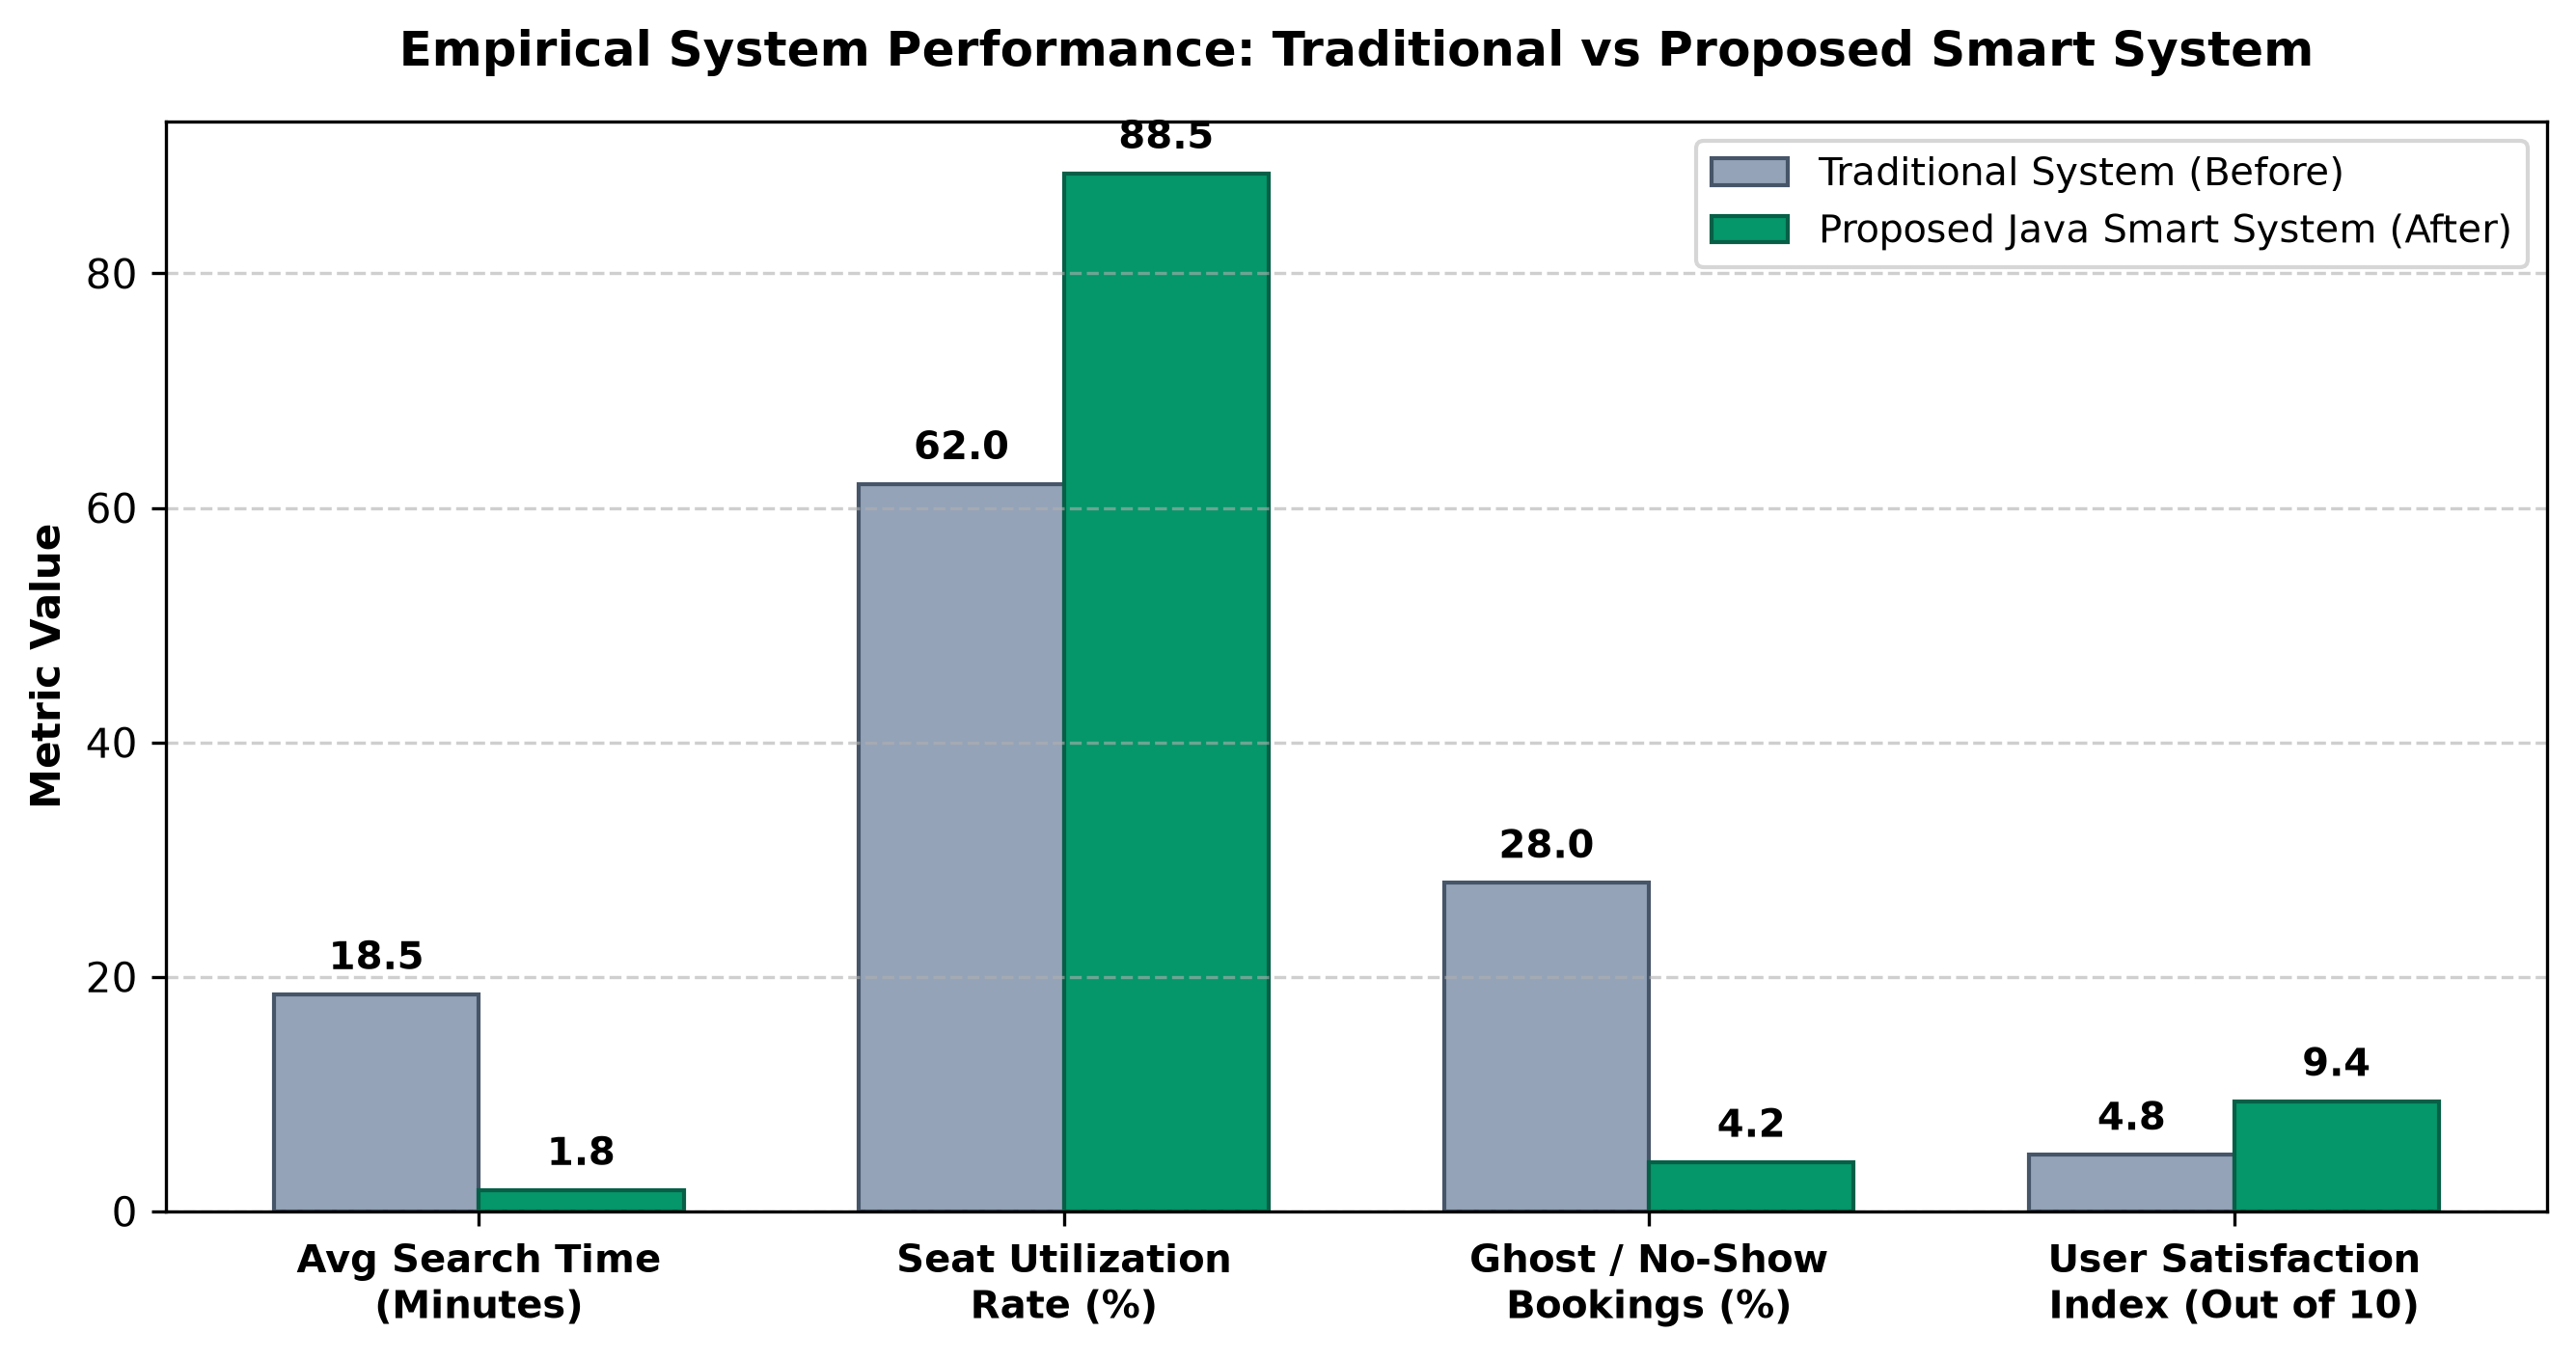 Empirical System Performance: Traditional vs Proposed Smart System
Traditional System (Before)
Proposed Java Smart System (After)
Metric Value
80
60
40
20
0
18.5
1.8
62.0
88.5
28.0
4.2
4.8
9.4
Avg Search Time
(Minutes)
Seat Utilization
Rate (%)
Ghost / No-Show
Bookings (%)
User Satisfaction
Index (Out of 10)